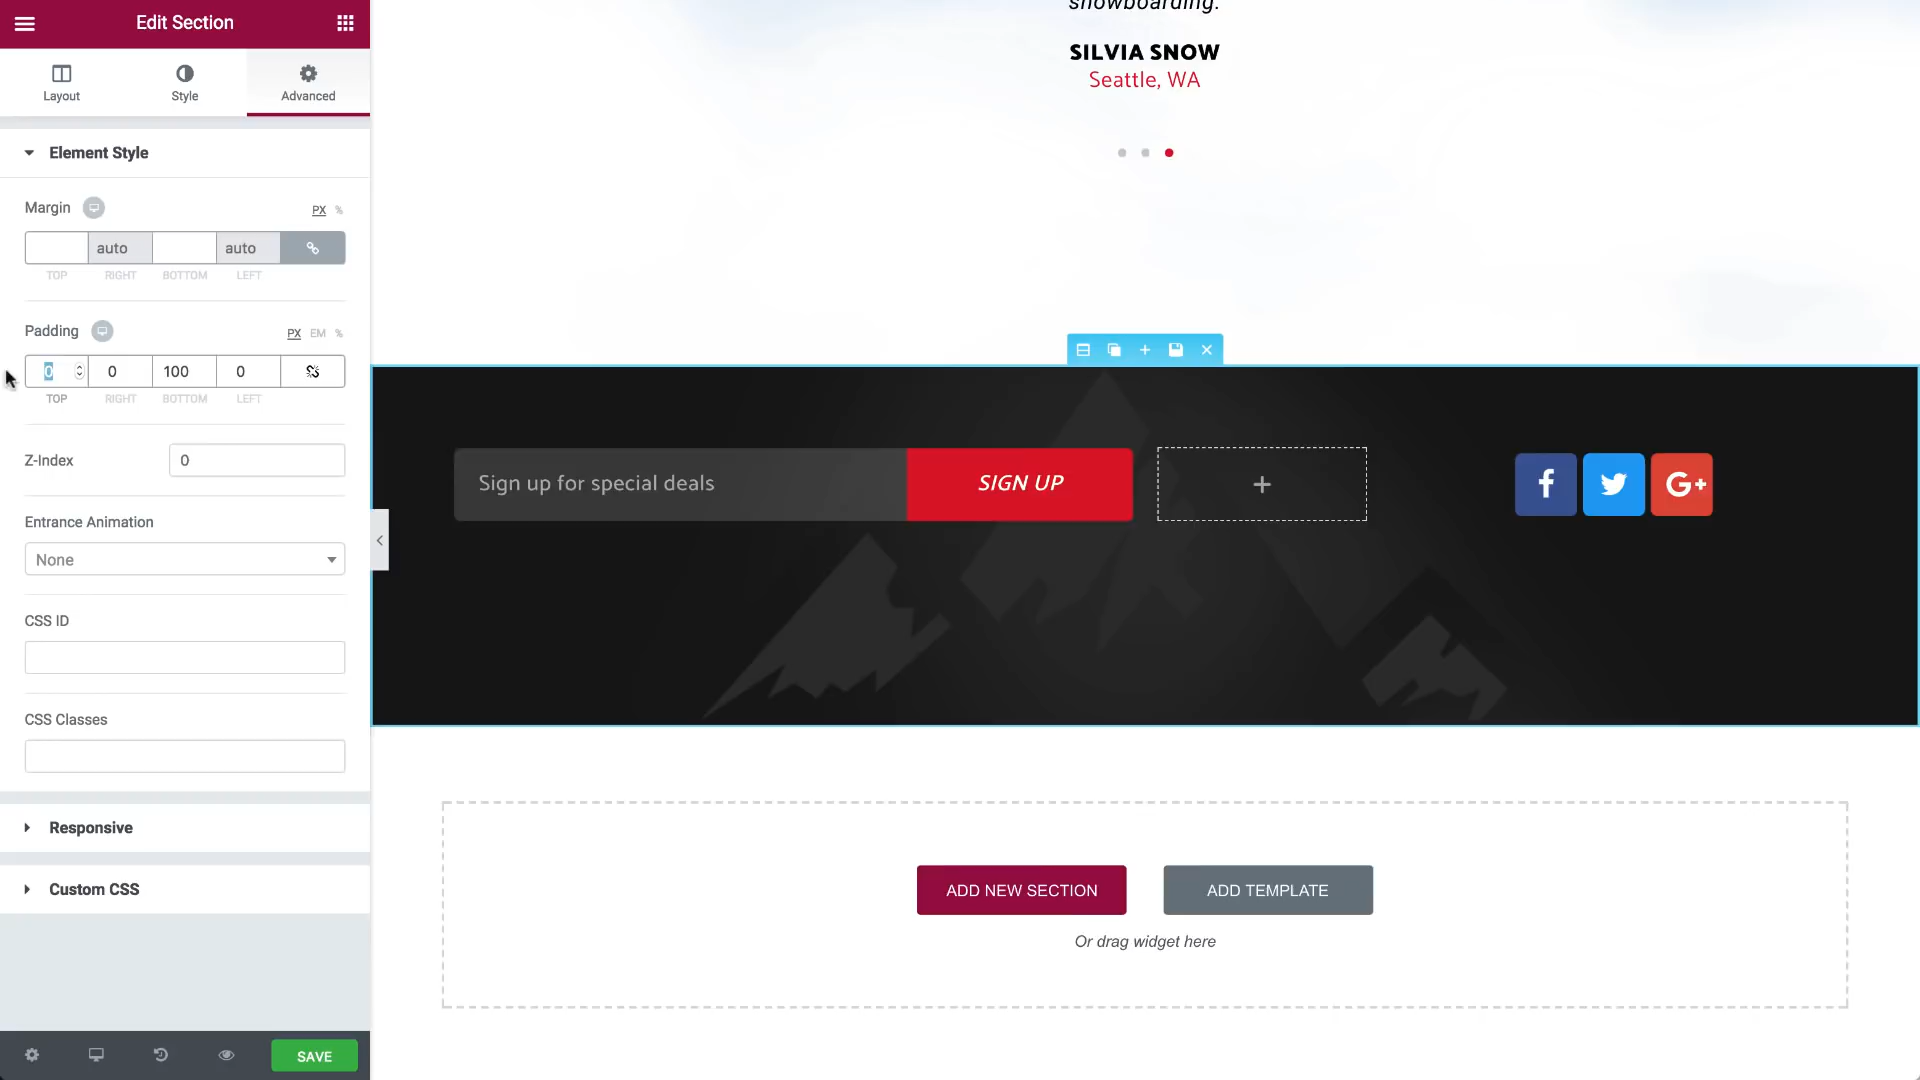 Edit Section
Layout
Style
Advanced
Element Style
Margin
PX %
auto auto
TOP RIGHT BOTTOM LEFT
Padding
PX EM %
0 0 100 0
TOP RIGHT BOTTOM LEFT
Z-Index
0
Entrance Animation
None
CSS ID
CSS Classes
Responsive
Custom CSS
SAVE
snowboarding.
SILVIA SNOW
Seattle, WA
Sign up for special deals
SIGN UP
f
G+
ADD NEW SECTION
ADD TEMPLATE
Or drag widget here